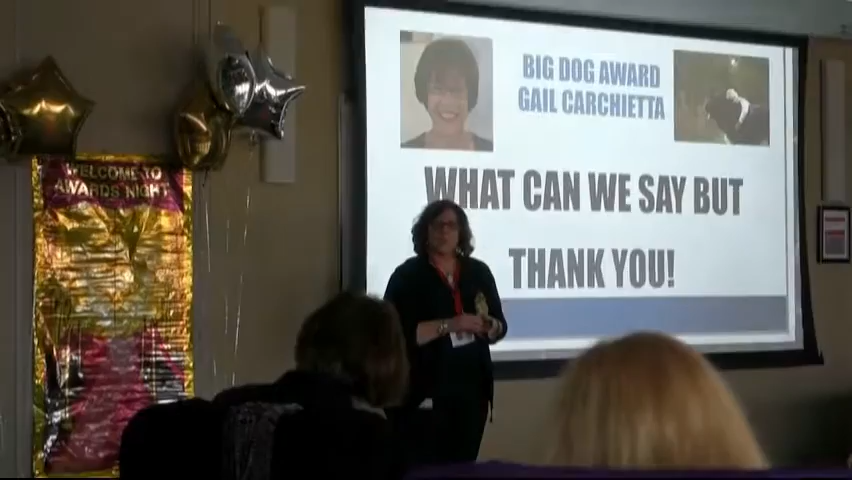 WELCOME TO
AWARDS NIGHT
BIG DOG AWARD
GAIL CARCHIETTA
WHAT CAN WE SAY BUT
THANK YOU!